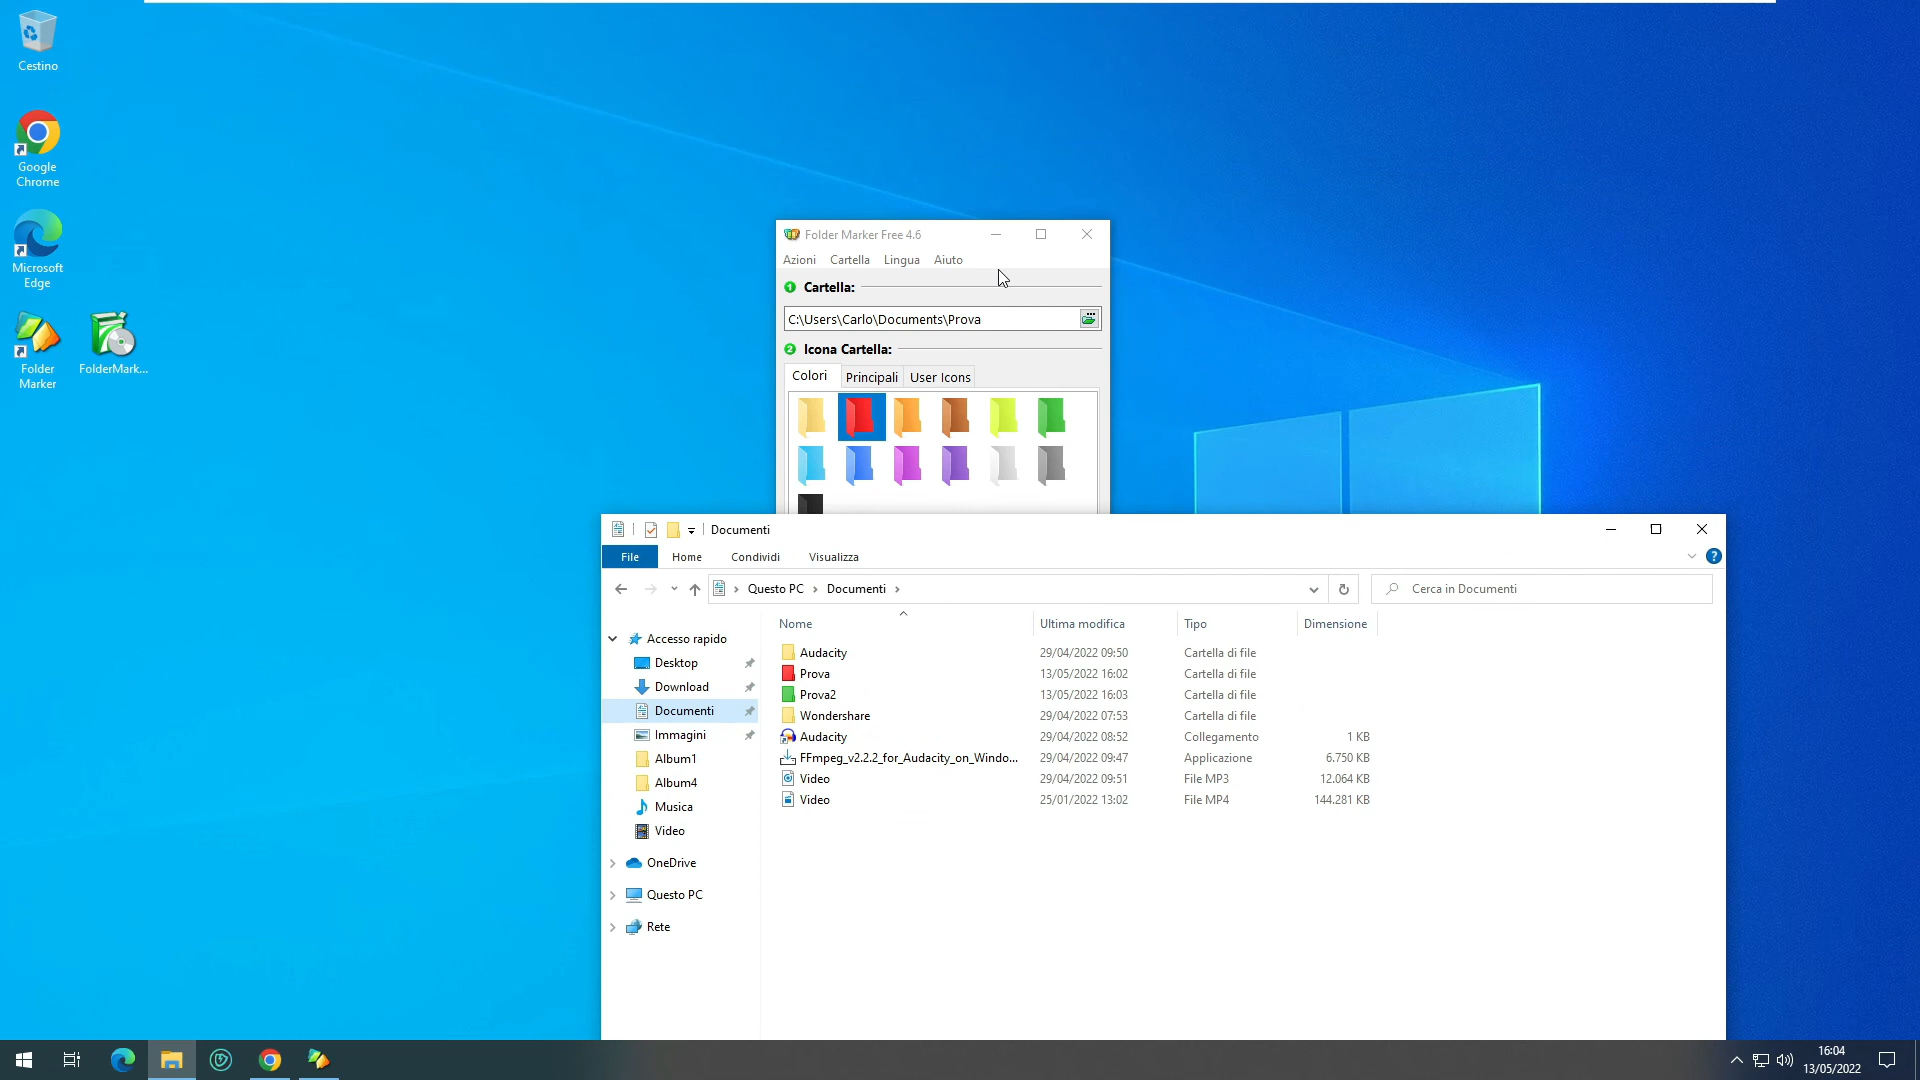 Cestino
Google
Chrome
Microsoft
Edge
Folder
Marker
FolderMark...
Folder Marker Free 4.6
Azioni Cartella Lingua Aiuto
1 Cartella:
C:\Users\Carlo\Documents\Prova
2 Icona Cartella:
Colori Principali User Icons
Documenti
File Home Condividi Visualizza
?
Questo PC Documenti
Cerca in Documenti
Nome Ultima modifica Tipo Dimensione
Accesso rapido
Desktop
Download
Documenti
Immagini
Album1
Album4
Musica
Video
OneDrive
Questo PC
Rete
Audacity 29/04/2022 09:50 Cartella di file
Prova 13/05/2022 16:02 Cartella di file
Prova2 13/05/2022 16:03 Cartella di file
Wondershare 29/04/2022 07:53 Cartella di file
Audacity 29/04/2022 08:52 Collegamento 1 KB
FFmpeg_v2.2.2_for_Audacity_on_Windo... 29/04/2022 09:47 Applicazione 6.750 KB
Video 29/04/2022 09:51 File MP3 12.064 KB
Video 25/01/2022 13:02 File MP4 144.281 KB
16:04
13/05/2022